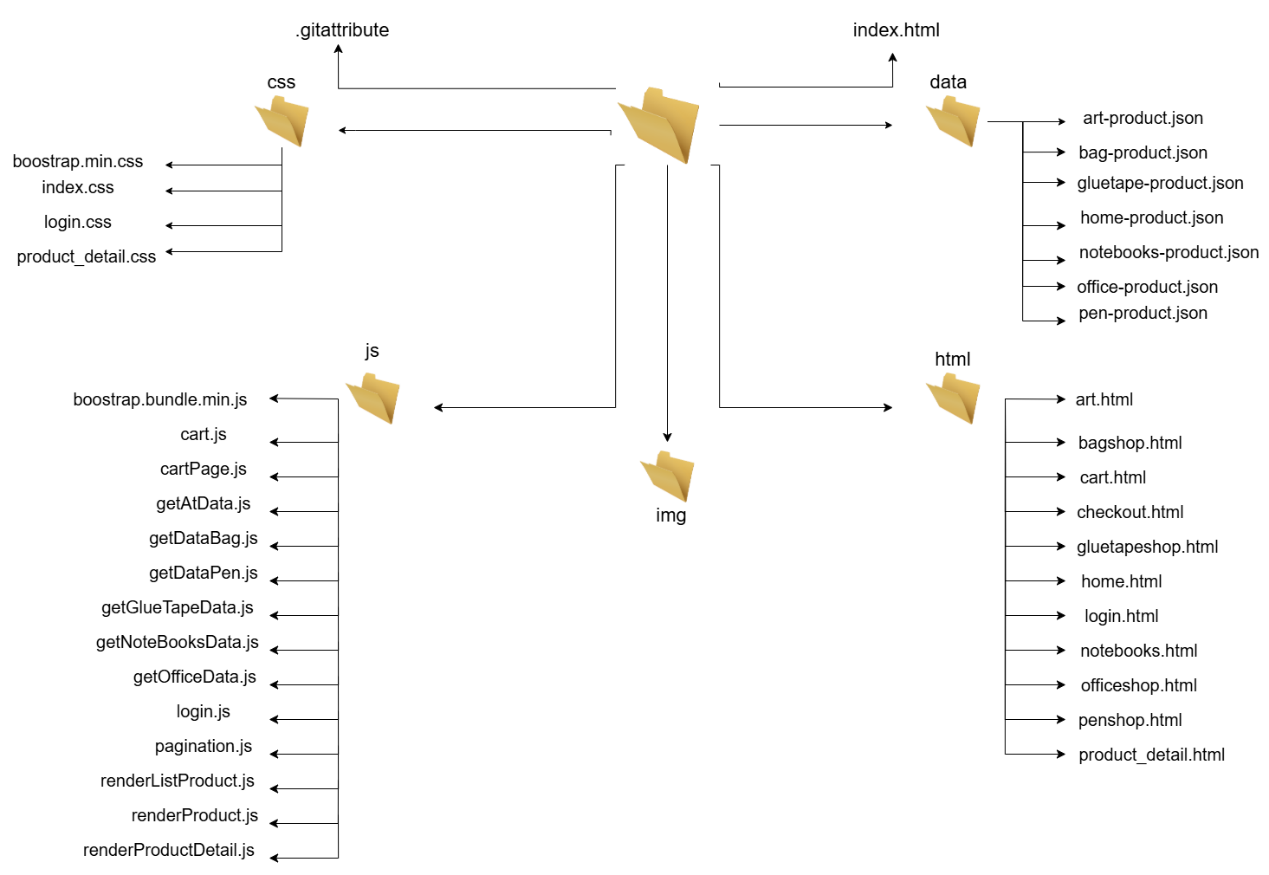 .gitattribute
index.html
css
boostrap.min.css
index.css
login.css
product_detail.css
data
art-product.json
bag-product.json
gluetape-product.json
home-product.json
notebooks-product.json
office-product.json
pen-product.json
js
boostrap.bundle.min.js
cart.js
cartPage.js
getAtData.js
getDataBag.js
getDataPen.js
getGlueTapeData.js
getNoteBooksData.js
getOfficeData.js
login.js
pagination.js
renderListProduct.js
renderProduct.js
renderProductDetail.js
img
html
art.html
bagshop.html
cart.html
checkout.html
gluetapeshop.html
home.html
login.html
notebooks.html
officeshop.html
penshop.html
product_detail.html